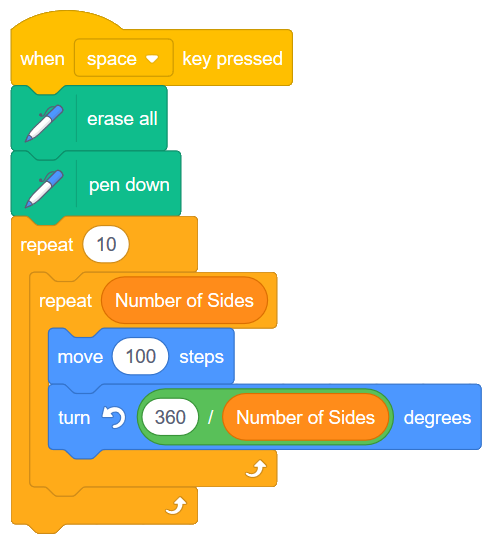 when space key pressed
erase all
pen down
repeat 10
repeat Number of Sides
move 100 steps
turn 360 / Number of Sides degrees